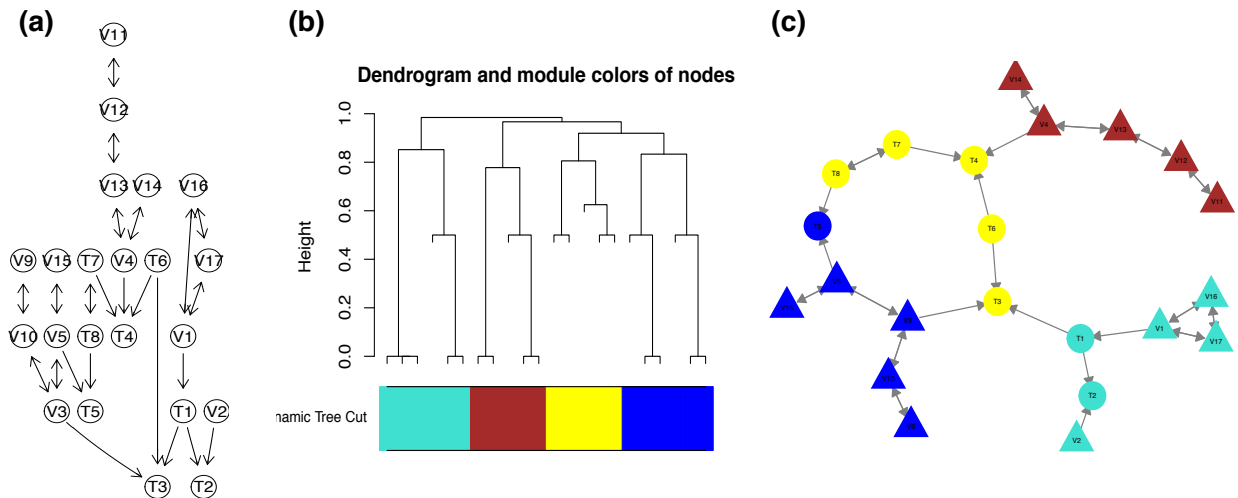 (a)
(b)
(c)
V11
V12
V13 V14 V16
V9 V15 T7 V4 T6 V17
V10 V5 T8 T4 V1
V3 T5 T1 V2
T3 T2
Dendrogram and module colors of nodes
Height
1.0
0.8
0.6
0.4
0.2
0.0
namic Tree Cut
V14
V4
V13
V12
V11
T7
T4
T8
T6
T3
V16
V1
V17
T1
T2
V2